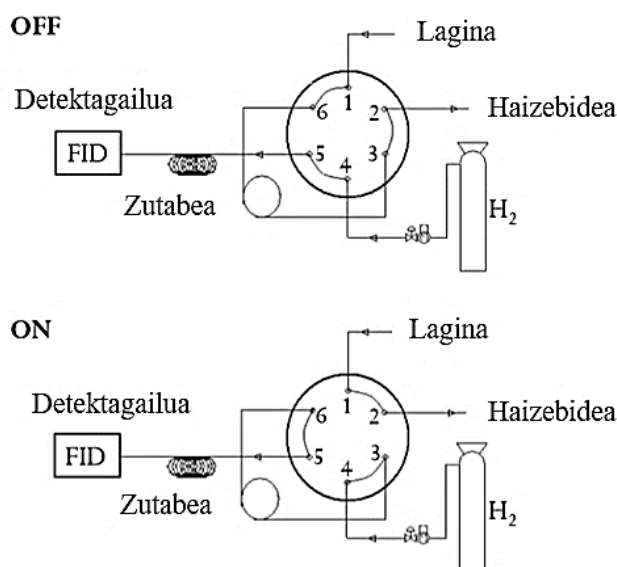 OFF
Lagina
1
2
3
4
5
6
Haizebidea
Detektagailua
FID
Zutabea
H₂
ON
Lagina
1
2
3
4
5
6
Haizebidea
Detektagailua
FID
Zutabea
H₂